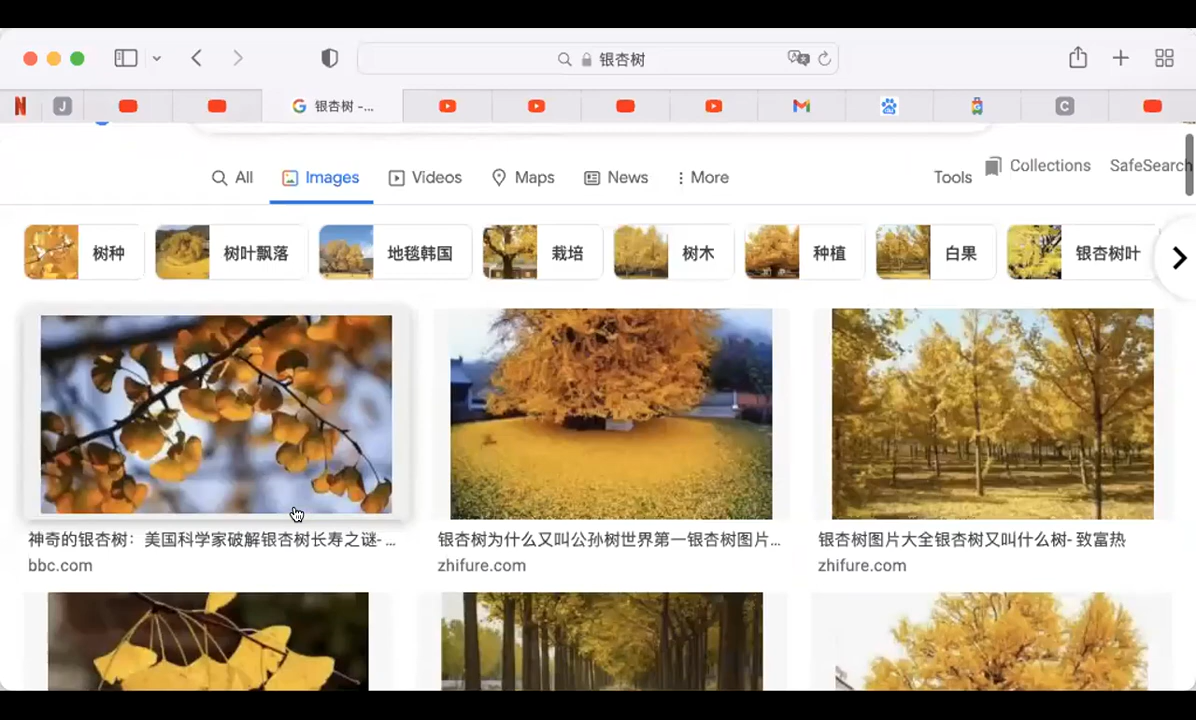 银杏树
银杏树 -...
All
Images
Videos
Maps
News
More
Tools
Collections
SafeSearch
树种
树叶飘落
地毯韩国
栽培
树木
种植
白果
银杏树叶
神奇的银杏树：美国科学家破解银杏树长寿之谜- ...
bbc.com
银杏树为什么又叫公孙树世界第一银杏树图片...
zhifure.com
银杏树图片大全银杏树又叫什么树- 致富热
zhifure.com